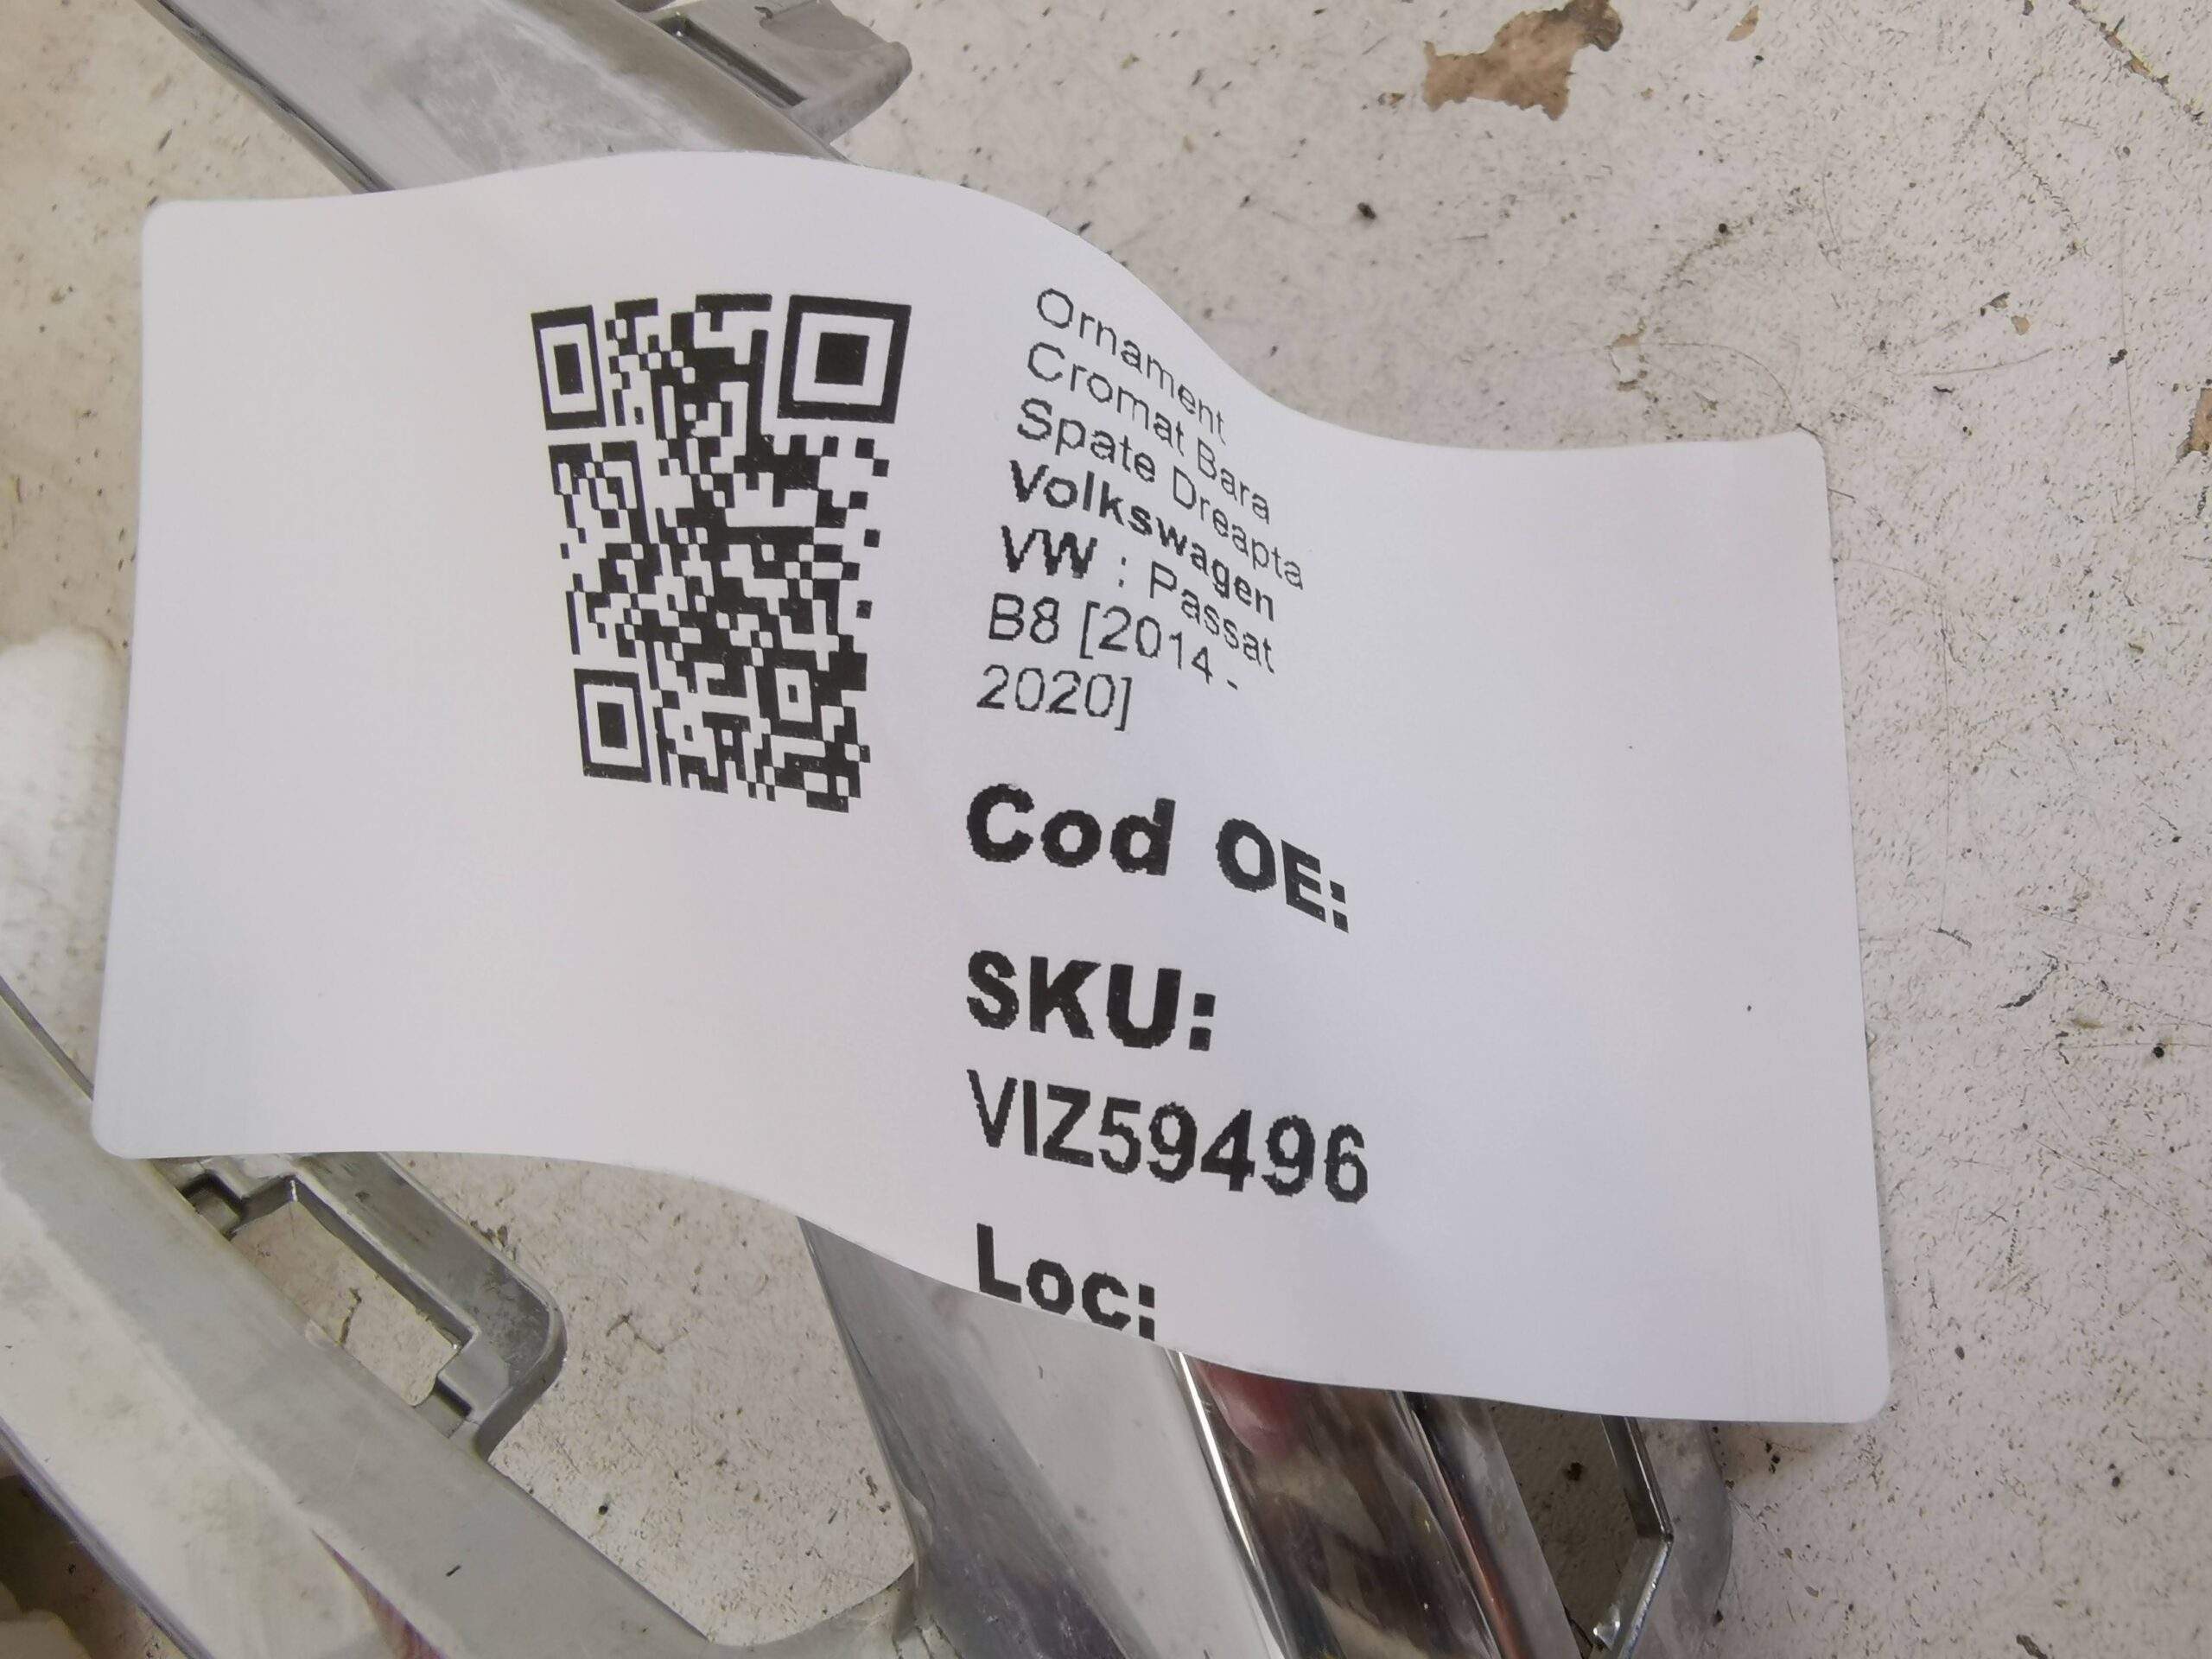 Ornament
Cromat Bara
Spate Dreapta
Volkswagen
VW : Passat
B8 [2014 -
2020]
Cod OE:
SKU:
VIZ59496
Loc: